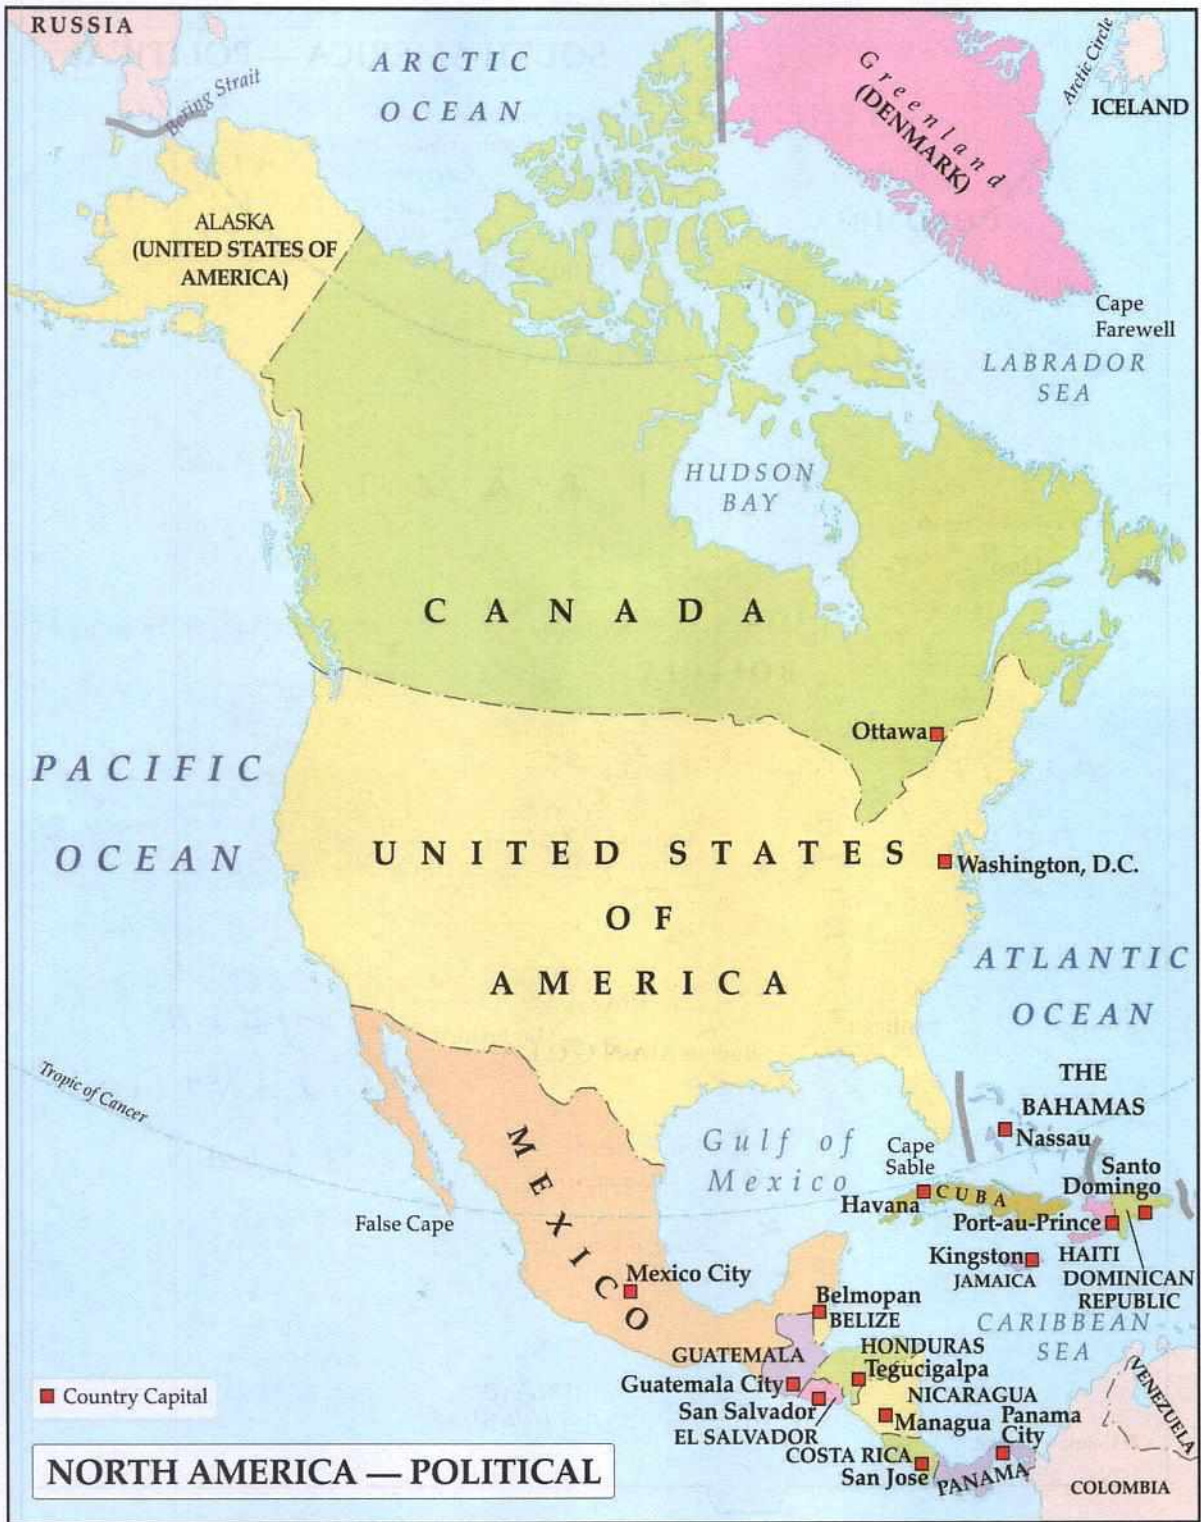 RUSSIA
Bering Strait
ARCTIC
OCEAN
Greenland
(DENMARK)
Arctic Circle
ICELAND
ALASKA
(UNITED STATES OF
AMERICA)
Cape
Farewell
LABRADOR
SEA
HUDSON
BAY
CANADA
Ottawa
PACIFIC
OCEAN
UNITED STATES
OF
AMERICA
Washington, D.C.
ATLANTIC
OCEAN
Tropic of Cancer
THE
BAHAMAS
Nassau
Gulf of
Mexico
Cape
Sable
MEXICO
Santo
Domingo
Havana
CUBA
Port-au-Prince
False Cape
Kingston
JAMAICA
HAITI
DOMINICAN
REPUBLIC
Mexico City
Belmopan
BELIZE
CARIBBEAN
SEA
GUATEMALA
HONDURAS
Tegucigalpa
Guatemala City
NICARAGUA
San Salvador
EL SALVADOR
Managua
Panama
City
COSTA RICA
San Jose
PANAMA
VENEZUELA
COLOMBIA
Country Capital
NORTH AMERICA — POLITICAL